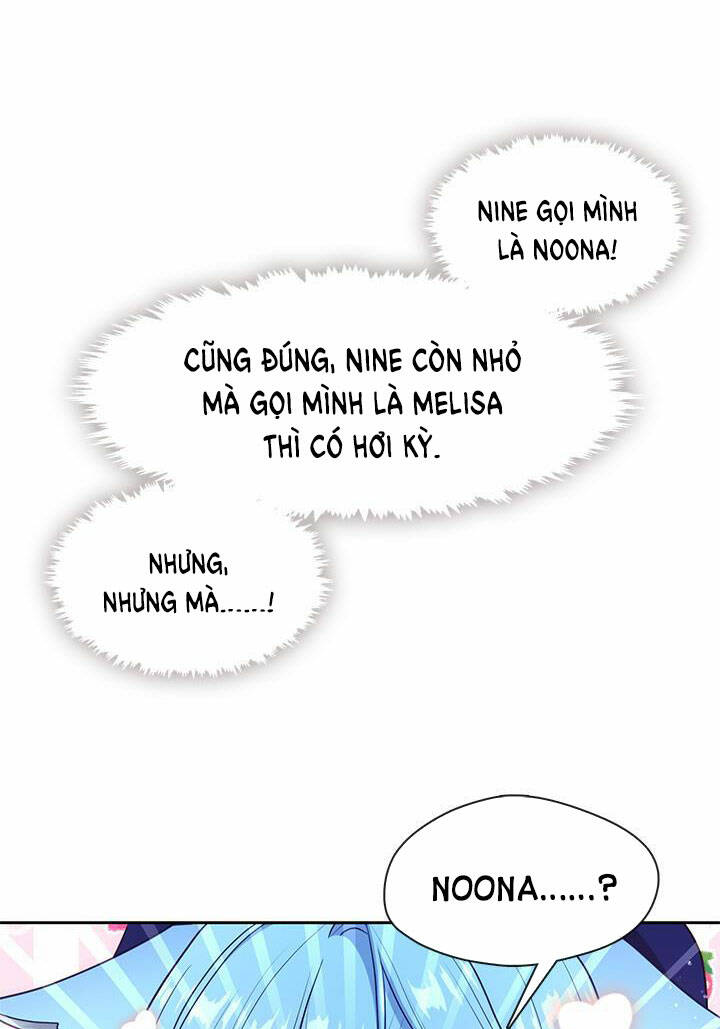 NINE GỌI MÌNH
LÀ NOONA!
CŨNG ĐÚNG, NINE CÒN NHỎ
MÀ GỌI MÌNH LÀ MELISA
THÌ CÓ HƠI KỲ.
NHƯNG,
NHƯNG MÀ......!
NOONA......?